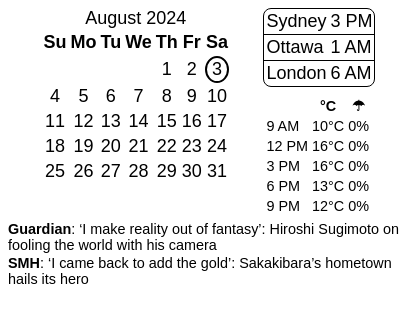 August 2024
Su Mo Tu We Th Fr Sa
1 2 3
4 5 6 7 8 9 10
11 12 13 14 15 16 17
18 19 20 21 22 23 24
25 26 27 28 29 30 31
Sydney 3 PM
Ottawa 1 AM
London 6 AM
°C ☂
9 AM 10°C 0%
12 PM 16°C 0%
3 PM 16°C 0%
6 PM 13°C 0%
9 PM 12°C 0%
Guardian: ‘I make reality out of fantasy’: Hiroshi Sugimoto on
fooling the world with his camera
SMH: ‘I came back to add the gold’: Sakakibara’s hometown
hails its hero